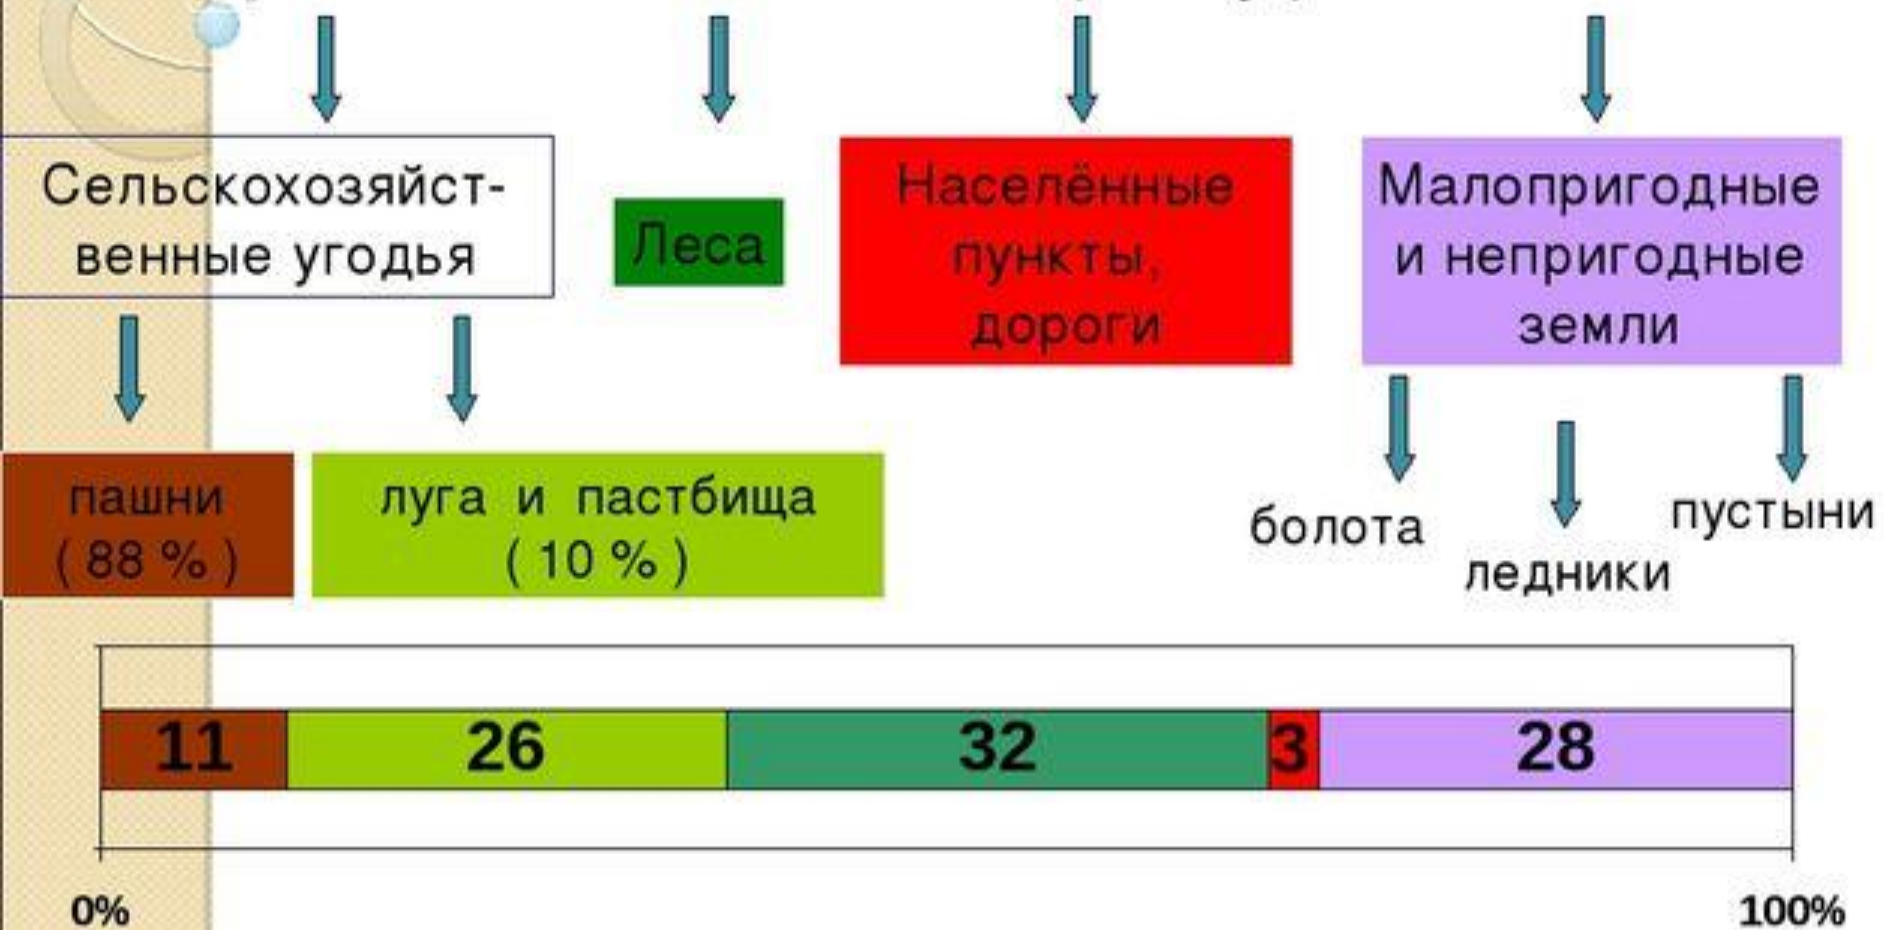 Сельскохозяйст-
венные угодья
Леса
Населённые
пункты,
дороги
Малопригодные
и непригодные
земли
пашни
( 88 % )
луга и пастбища
( 10 % )
болота
ледники
пустыни
11 26 32 3 28
0% 100%